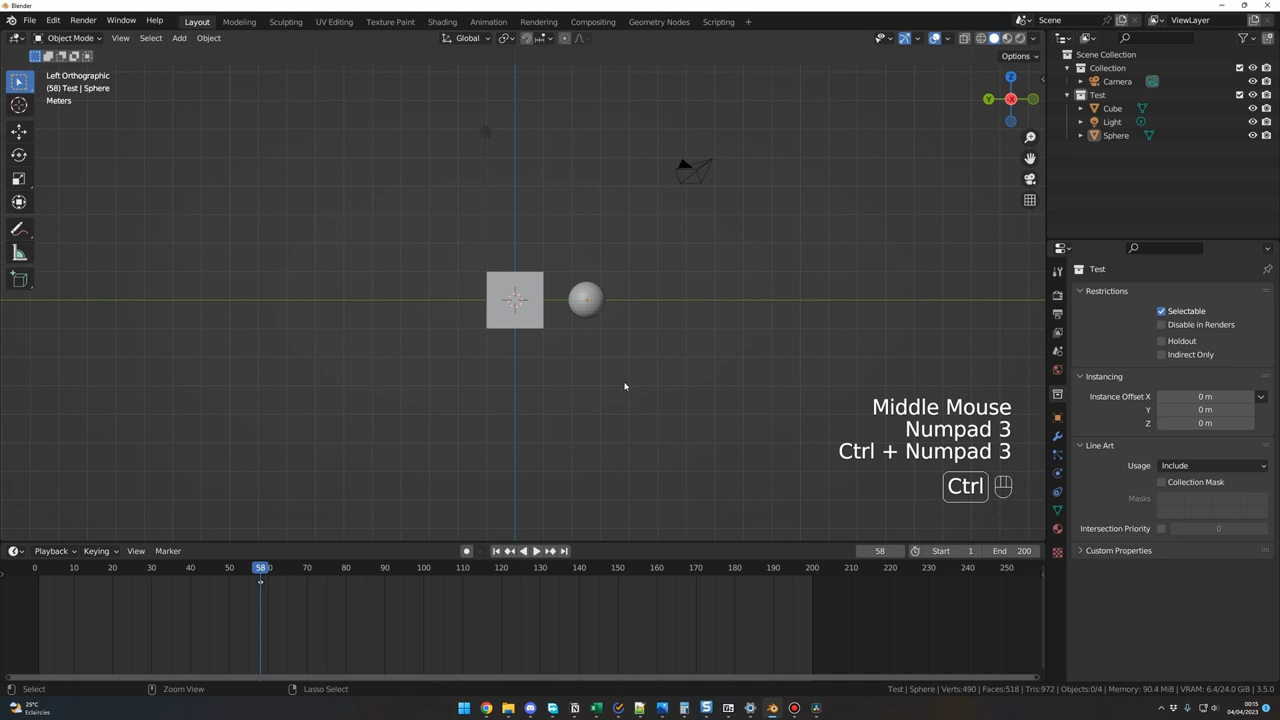 Blender
File Edit Render Window Help Layout Modeling Sculpting UV Editing Texture Paint Shading Animation Rendering Compositing Geometry Nodes Scripting Scene ViewLayer
Object Mode View Select Add Object Global
Options
Left Orthographic
(58) Test | Sphere
Meters
Z
Y
X
Scene Collection
Collection
Camera
Test
Cube
Light
Sphere
Test
Restrictions
Selectable
Disable in Renders
Holdout
Indirect Only
Instancing
Instance Offset X 0 m
Y 0 m
Z 0 m
Line Art
Usage Include
Collection Mask
Masks
Intersection Priority 0
Custom Properties
Middle Mouse
Numpad 3
Ctrl + Numpad 3
Ctrl
Playback Keying View Marker 58 Start 1 End 200
0 10 20 30 40 50 58 70 80 90 100 110 120 130 140 150 160 170 180 190 200 210 220 230 240 250
Select Zoom View Lasso Select Test | Sphere | Verts:490 | Faces:518 | Tris:972 | Objects:0/4 | Memory: 90.4 MiB | VRAM: 6.4/24.0 GiB | 3.5.0
25°C
Eclaircies
00:15
04/04/2023